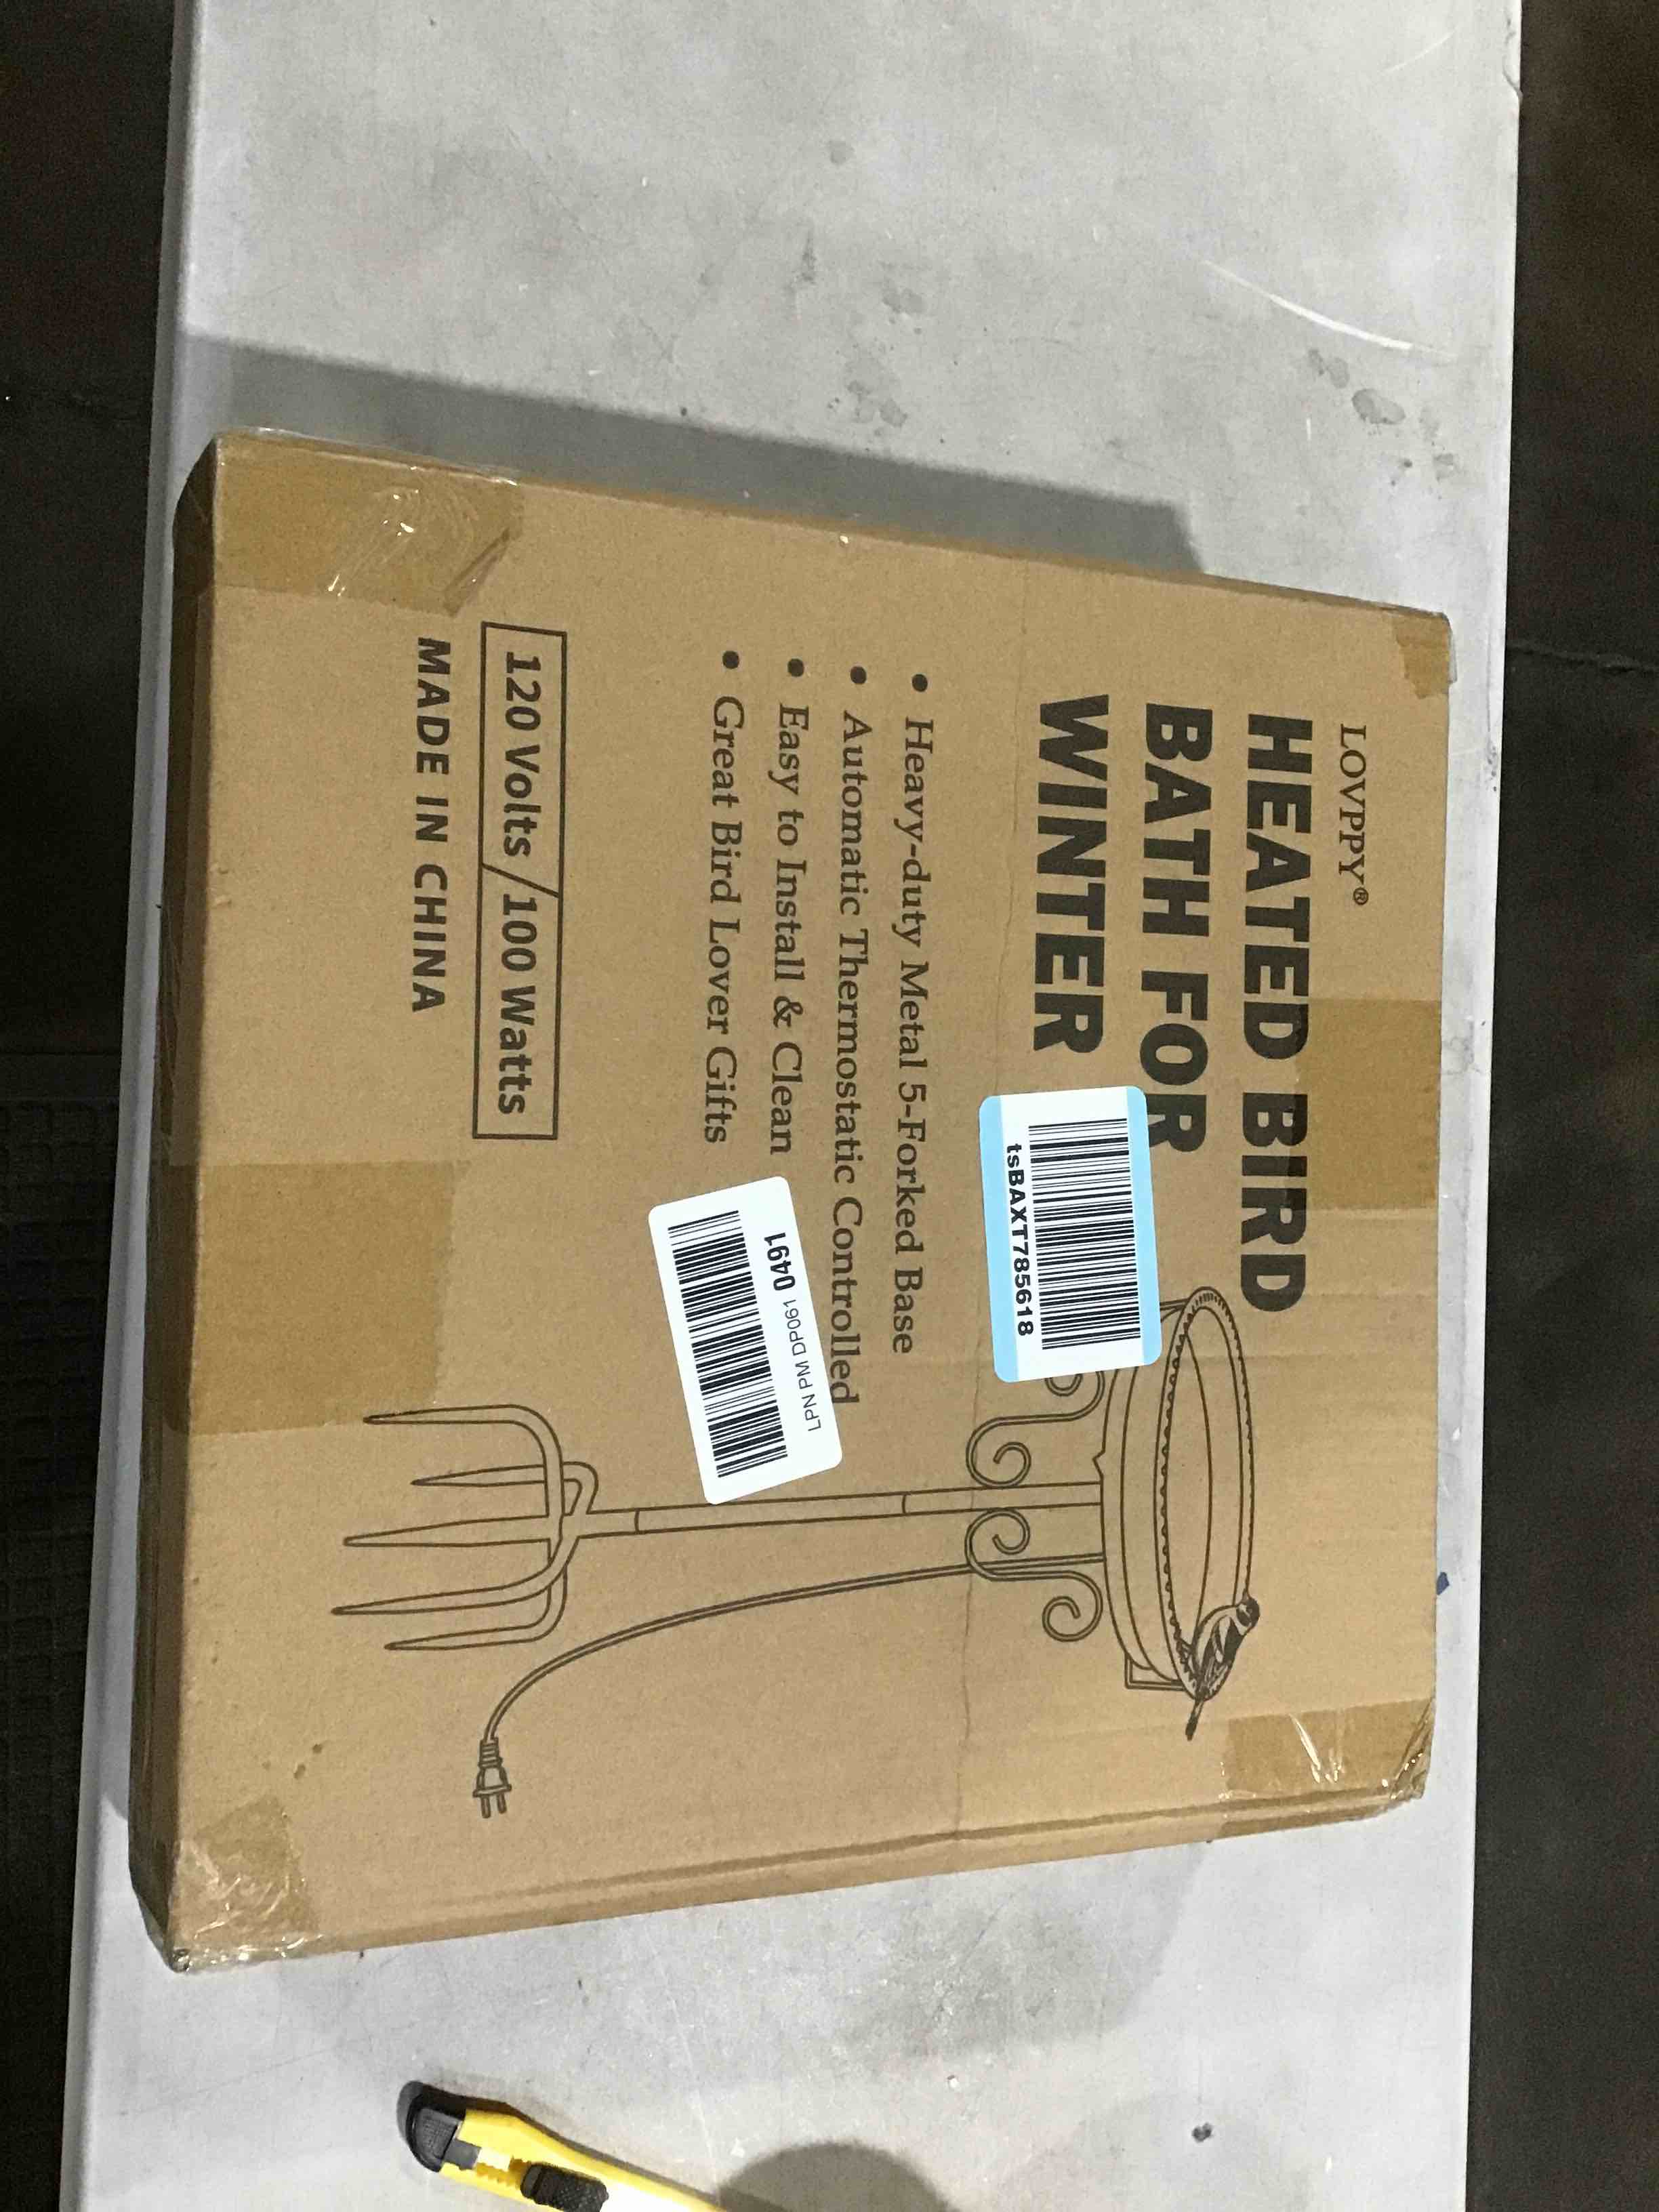 LOVPPY®
HEATED BIRD
BATH FOR
WINTER
tsBAXT785618
• Heavy-duty Metal 5-Forked Base
• Automatic Thermostatic Controlled
• Easy to Install & Clean
• Great Bird Lover Gifts
LPN PM DP061 0491
120 Volts/100 Watts
MADE IN CHINA